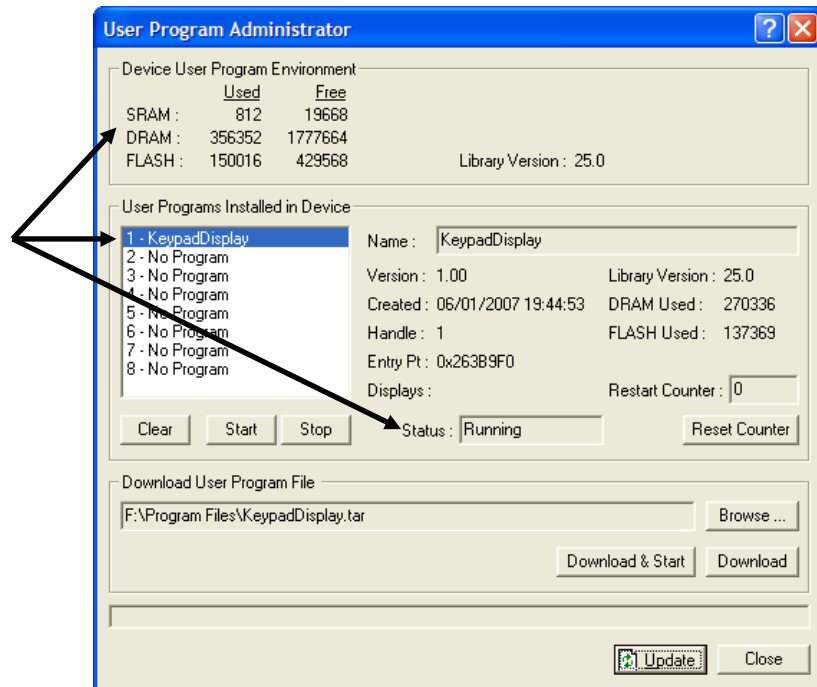 User Program Administrator
Device User Program Environment
Used Free
SRAM : 812 19668
DRAM : 356352 1777664
FLASH : 150016 429568 Library Version : 25.0
User Programs Installed in Device
1 - KeypadDisplay
2 - No Program
3 - No Program
4 - No Program
5 - No Program
6 - No Program
7 - No Program
8 - No Program
Name : KeypadDisplay
Version : 1.00 Library Version : 25.0
Created : 06/01/2007 19:44:53 DRAM Used : 270336
Handle : 1 FLASH Used : 137369
Entry Pt : 0x263B9F0
Displays : Restart Counter : 0
Clear Start Stop Status : Running Reset Counter
Download User Program File
F:\Program Files\KeypadDisplay.tar Browse ...
Download & Start Download
Update Close